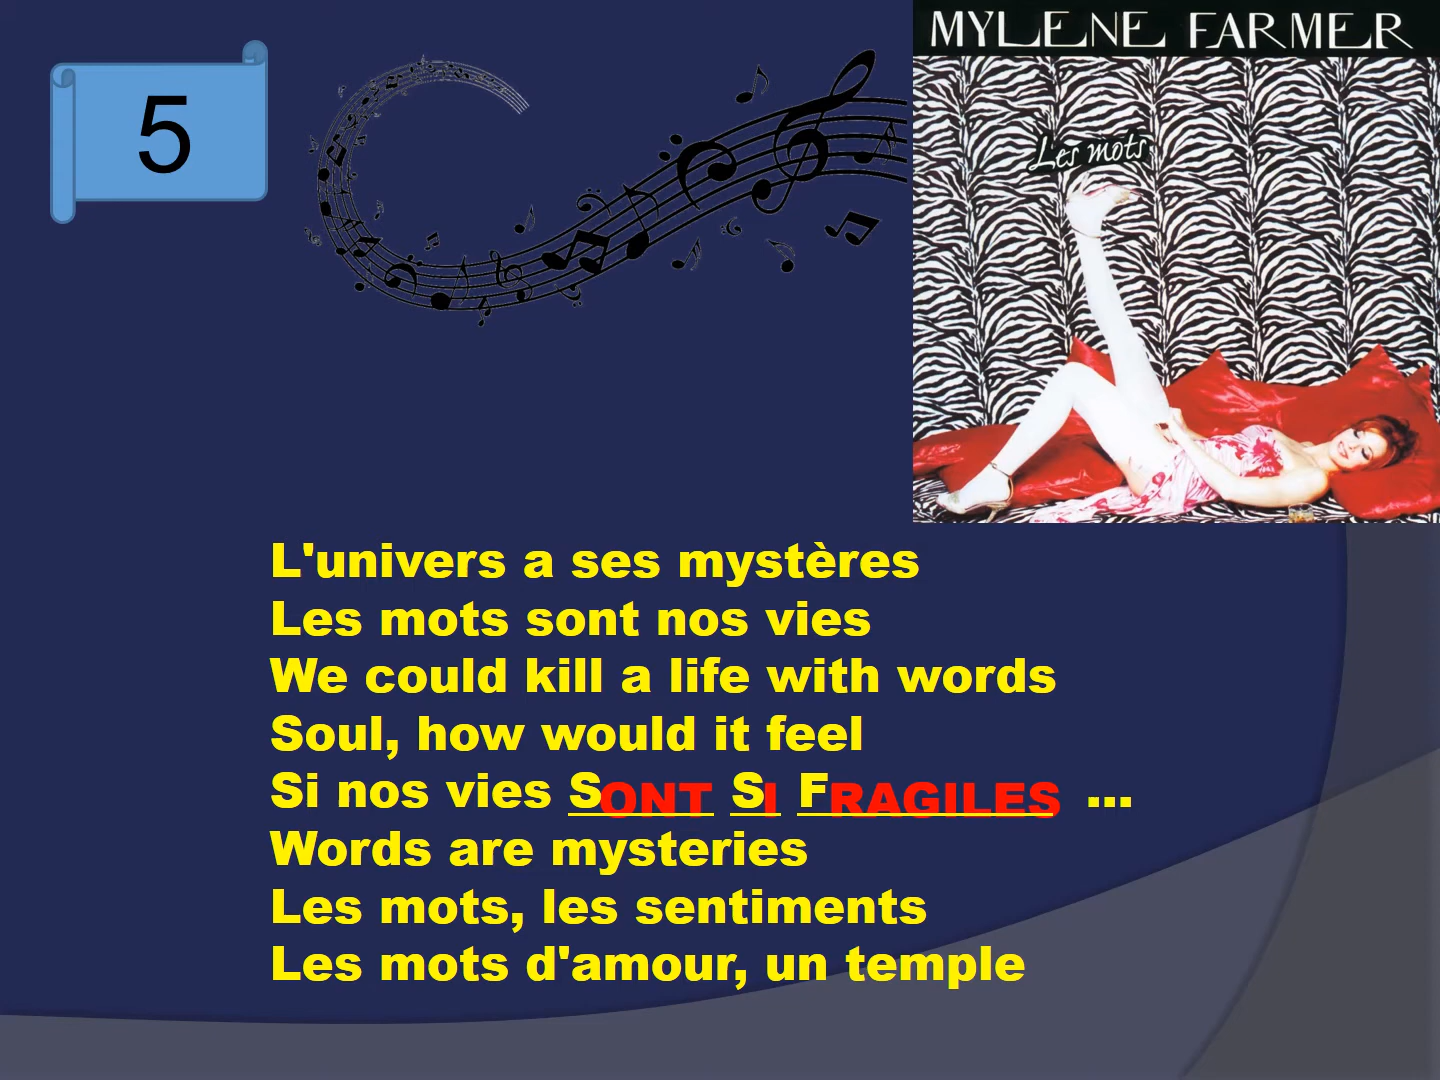 5
MYLENE FARMER
Les mots
L'univers a ses mystères
Les mots sont nos vies
We could kill a life with words
Soul, how would it feel
Si nos vies SONT SI FRAGILES ...
Words are mysteries
Les mots, les sentiments
Les mots d'amour, un temple